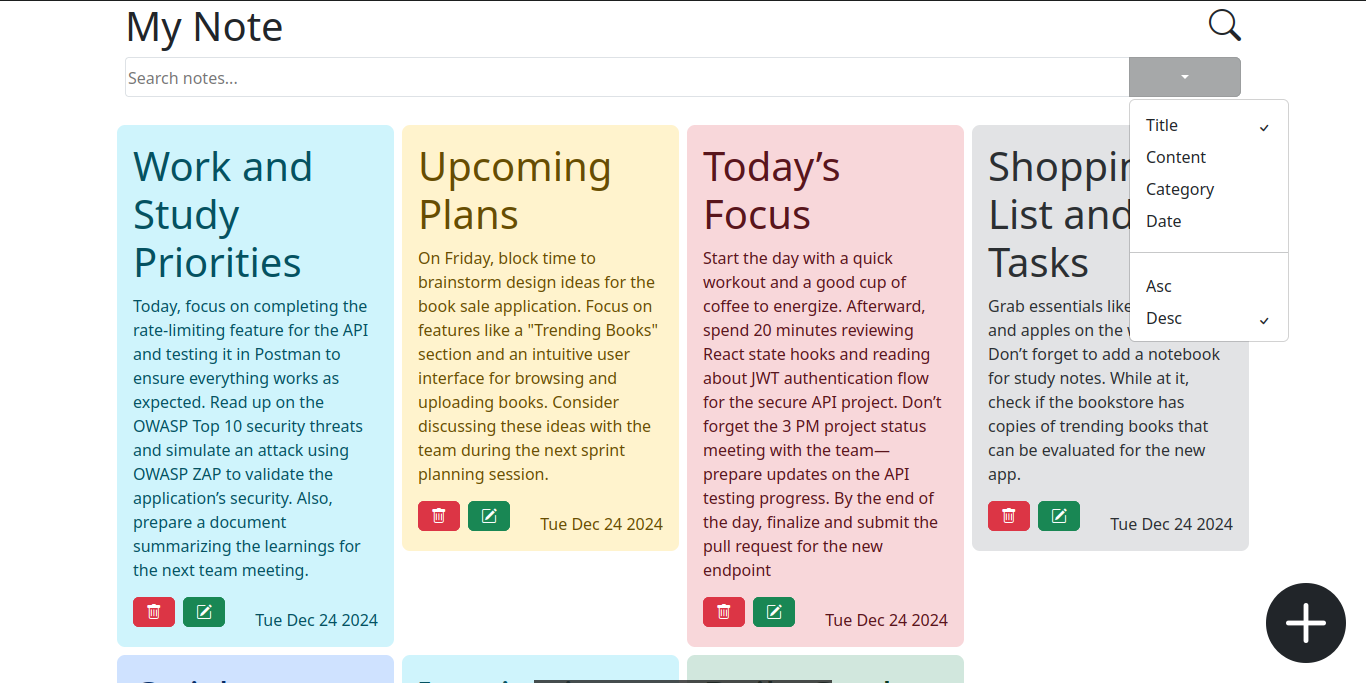 My Note
Search notes...
Title
Content
Category
Date
Asc
Desc
Work and
Study
Priorities
Today, focus on completing the
rate-limiting feature for the API
and testing it in Postman to
ensure everything works as
expected. Read up on the
OWASP Top 10 security threats
and simulate an attack using
OWASP ZAP to validate the
application’s security. Also,
prepare a document
summarizing the learnings for
the next team meeting.
Tue Dec 24 2024
Upcoming
Plans
On Friday, block time to
brainstorm design ideas for the
book sale application. Focus on
features like a "Trending Books"
section and an intuitive user
interface for browsing and
uploading books. Consider
discussing these ideas with the
team during the next sprint
planning session.
Tue Dec 24 2024
Today’s
Focus
Start the day with a quick
workout and a good cup of
coffee to energize. Afterward,
spend 20 minutes reviewing
React state hooks and reading
about JWT authentication flow
for the secure API project. Don’t
forget the 3 PM project status
meeting with the team—
prepare updates on the API
testing progress. By the end of
the day, finalize and submit the
pull request for the new
endpoint
Tue Dec 24 2024
List and
Tasks
Grab essentials like
and apples on the
Don’t forget to add a notebook
for study notes. While at it,
check if the bookstore has
copies of trending books that
can be evaluated for the new
app.
Tue Dec 24 2024